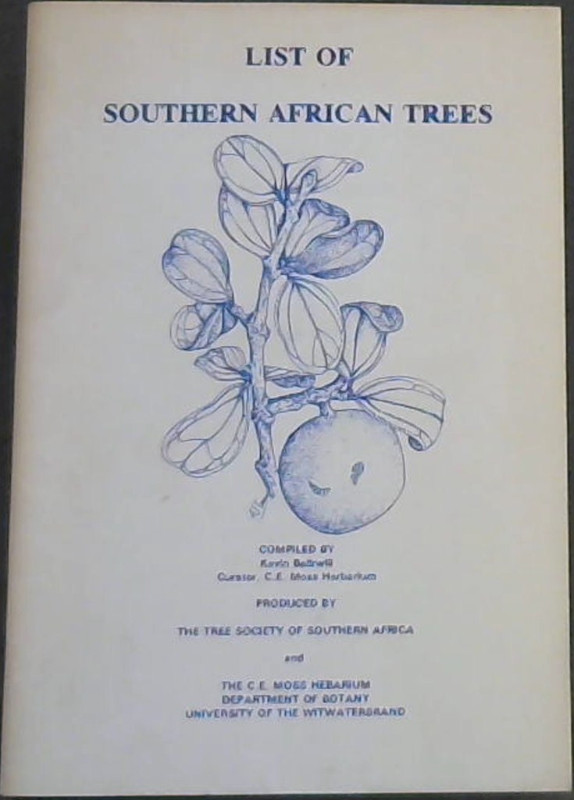 LIST OF
SOUTHERN AFRICAN TREES
COMPILED BY
Kevin Balkwill
Curator, C.E. Moss Herbarium
PRODUCED BY
THE TREE SOCIETY OF SOUTHERN AFRICA
and
THE C.E. MOSS HEBARIUM
DEPARTMENT OF BOTANY
UNIVERSITY OF THE WITWATERSRAND